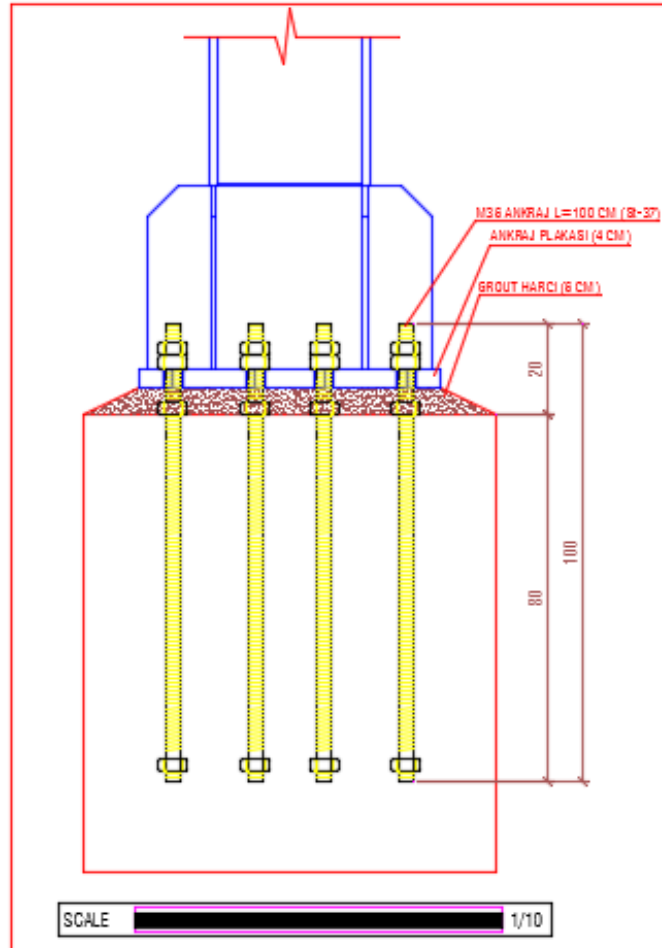 M36 ANKRAJ L=100 CM (St-37)
ANKRAJ PLAKASI (4 CM)
GROUT HARCI (6 CM)
20
100
80
SCALE 1/10